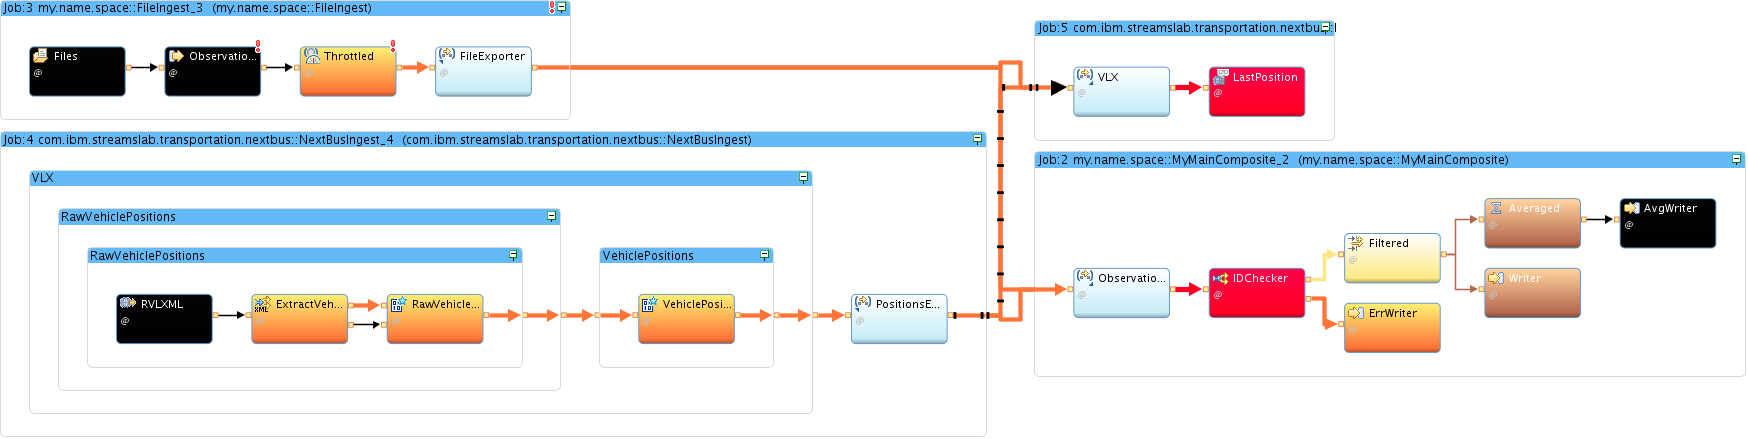 Job:3 my.name.space::FileIngest_3 (my.name.space::FileIngest)
Files
@
Observatio...
@
Throttled
@
FileExporter
@
Job:5 com.ibm.streamslab.transportation.nextbus::
VLX
@
LastPosition
@
Job:4 com.ibm.streamslab.transportation.nextbus::NextBusIngest_4 (com.ibm.streamslab.transportation.nextbus::NextBusIngest)
VLX
RawVehiclePositions
RawVehiclePositions
RVLXML
@
ExtractVeh...
@
RawVehicle...
@
VehiclePositions
VehiclePosi...
@
PositionsE...
@
Job:2 my.name.space::MyMainComposite_2 (my.name.space::MyMainComposite)
Observatio...
@
IDChecker
@
Filtered
@
ErrWriter
@
Averaged
@
Writer
@
AvgWriter
@